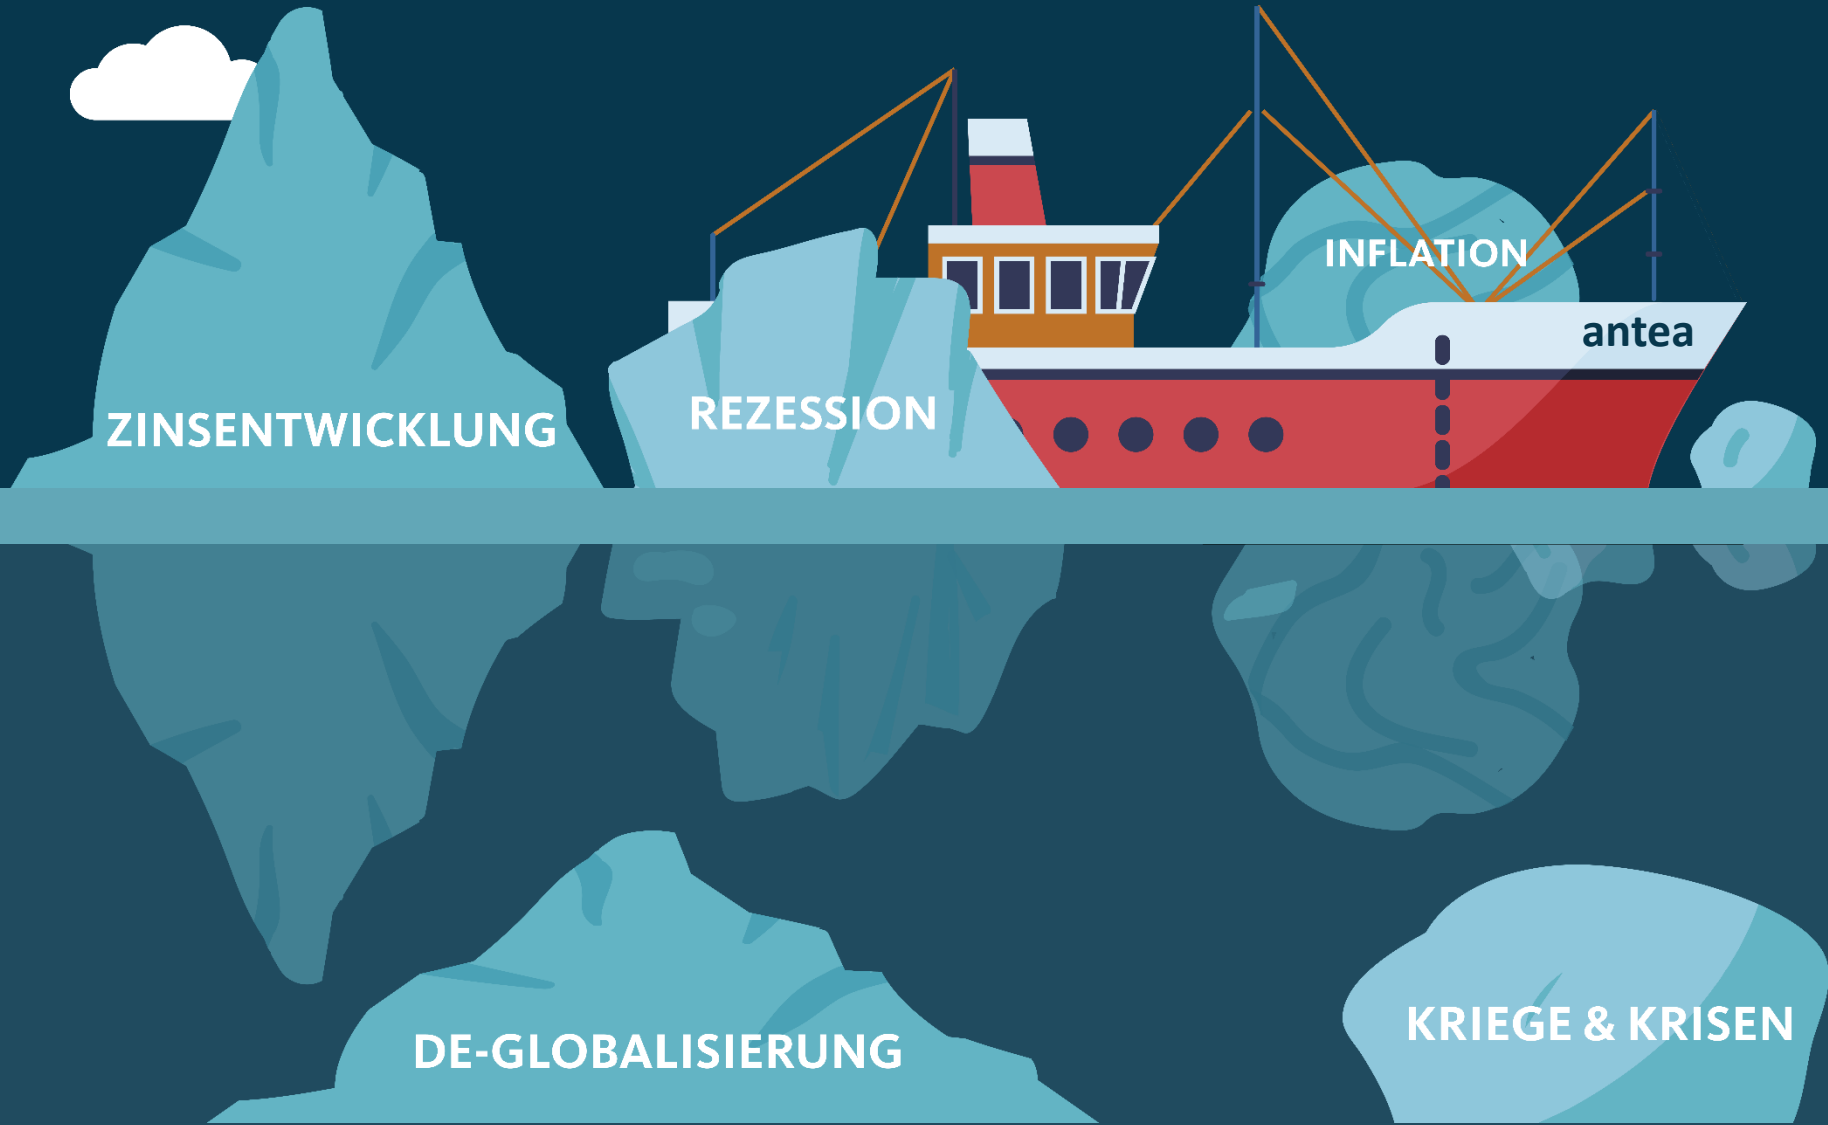 INFLATION
antea
ZINSENTWICKLUNG
REZESSION
DE-GLOBALISIERUNG
KRIEGE & KRISEN